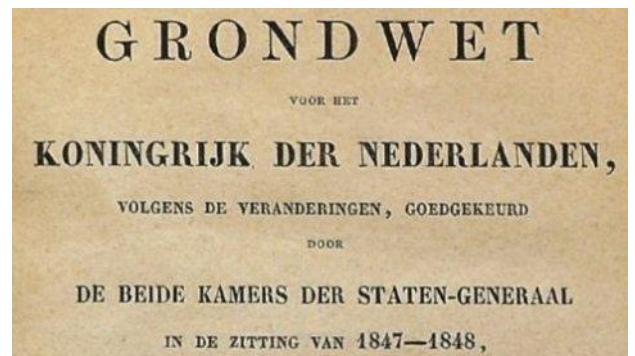 GRONDWET
VOOR HET
KONINGRIJK DER NEDERLANDEN,
VOLGENS DE VERANDERINGEN, GOEDGEKEURD
DOOR
DE BEIDE KAMERS DER STATEN-GENERAAL
IN DE ZITTING VAN 1847—1848,